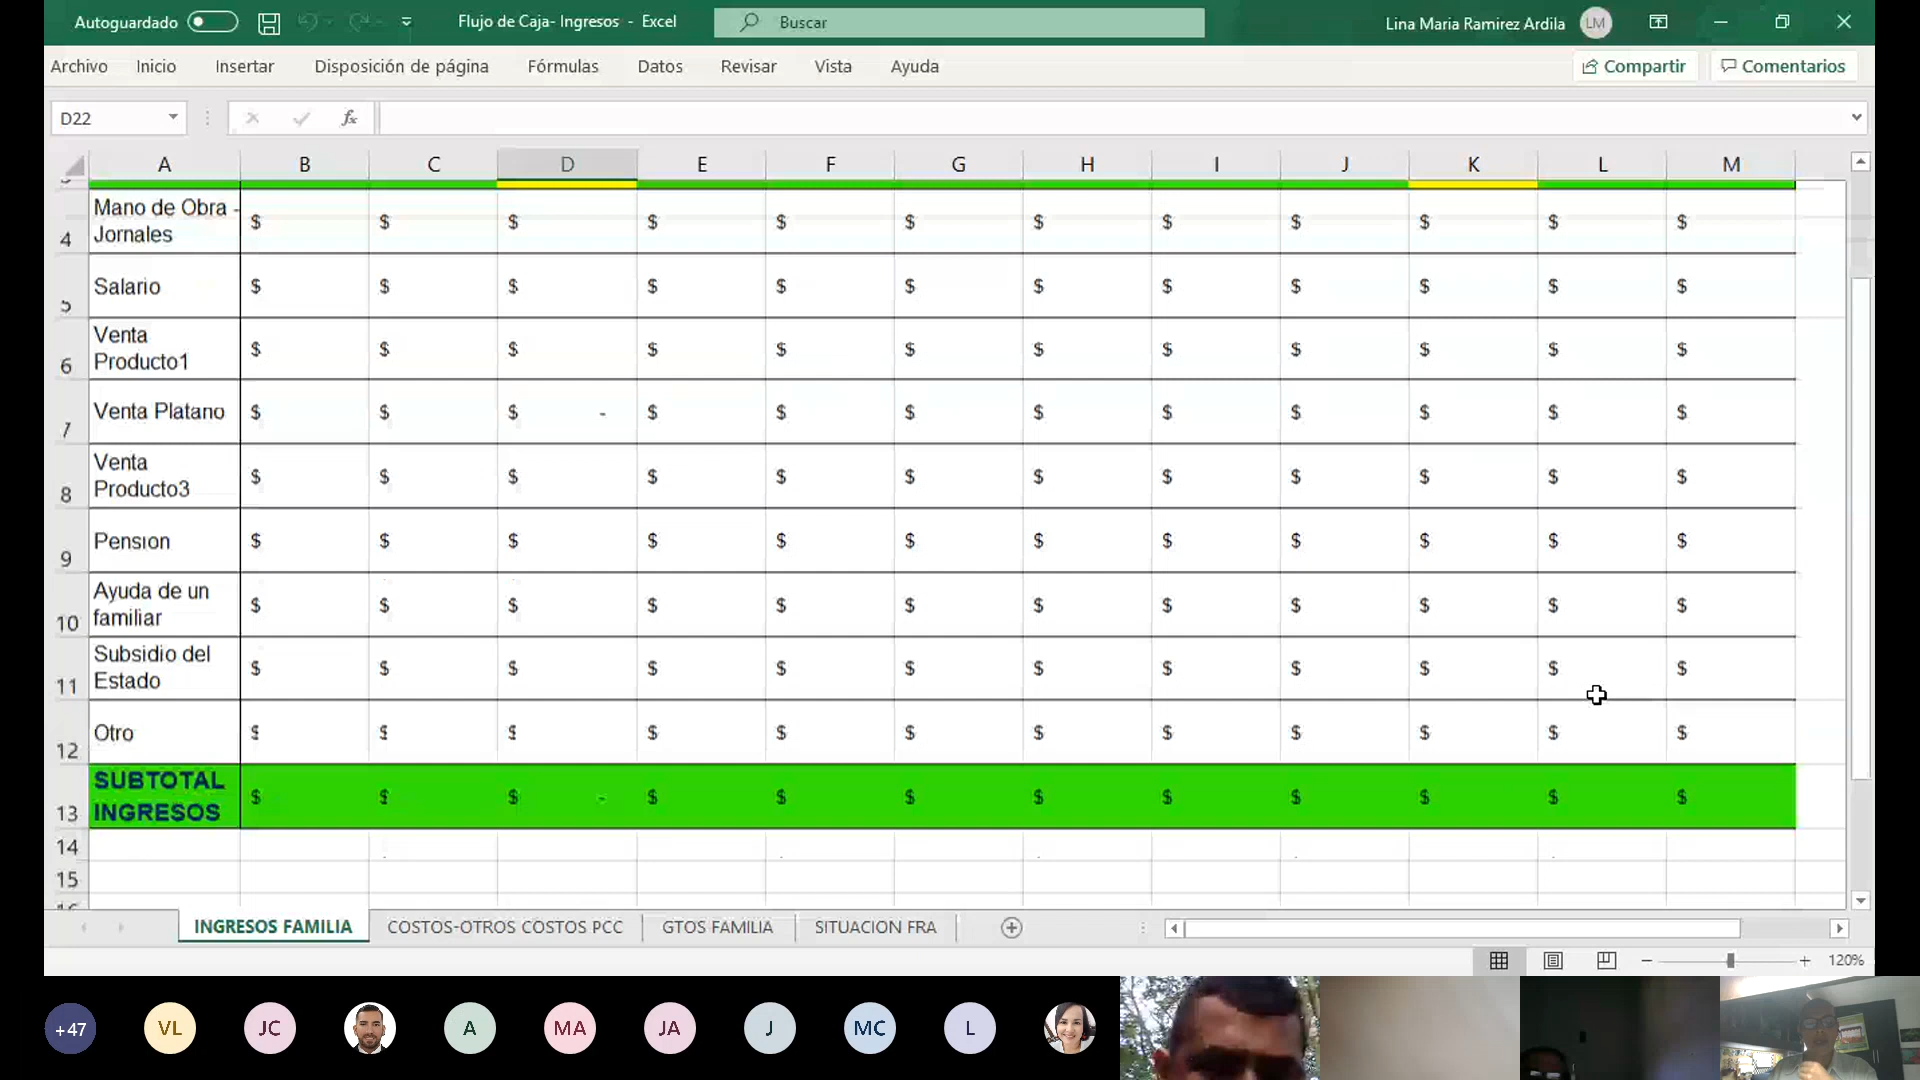 Autoguardado
Flujo de Caja- Ingresos - Excel
Buscar
Lina Maria Ramirez Ardila LM
Archivo Inicio Insertar Disposición de página Fórmulas Datos Revisar Vista Ayuda Compartir Comentarios
D22 fx
A B C D E F G H I J K L M
Mano de Obra -
Jornales
4 $ $ $ $ $ $ $ $ $ $ $ $
5 Salario $ $ $ $ $ $ $ $ $ $ $ $
Venta
Producto1
6 $ $ $ $ $ $ $ $ $ $ $ $
7 Venta Platano $ $ $ - $ $ $ $ $ $ $ $ $
Venta
Producto3
8 $ $ $ $ $ $ $ $ $ $ $ $
9 Pension $ $ $ $ $ $ $ $ $ $ $ $
Ayuda de un
familiar
10 $ $ $ $ $ $ $ $ $ $ $ $
Subsidio del
Estado
11 $ $ $ $ $ $ $ $ $ $ $ $
12 Otro $ $ $ $ $ $ $ $ $ $ $ $
SUBTOTAL
INGRESOS
13 $ $ $ - $ $ $ $ $ $ $ $ $
14
15
INGRESOS FAMILIA COSTOS-OTROS COSTOS PCC GTOS FAMILIA SITUACION FRA
120%
+47 VL JC A MA JA J MC L